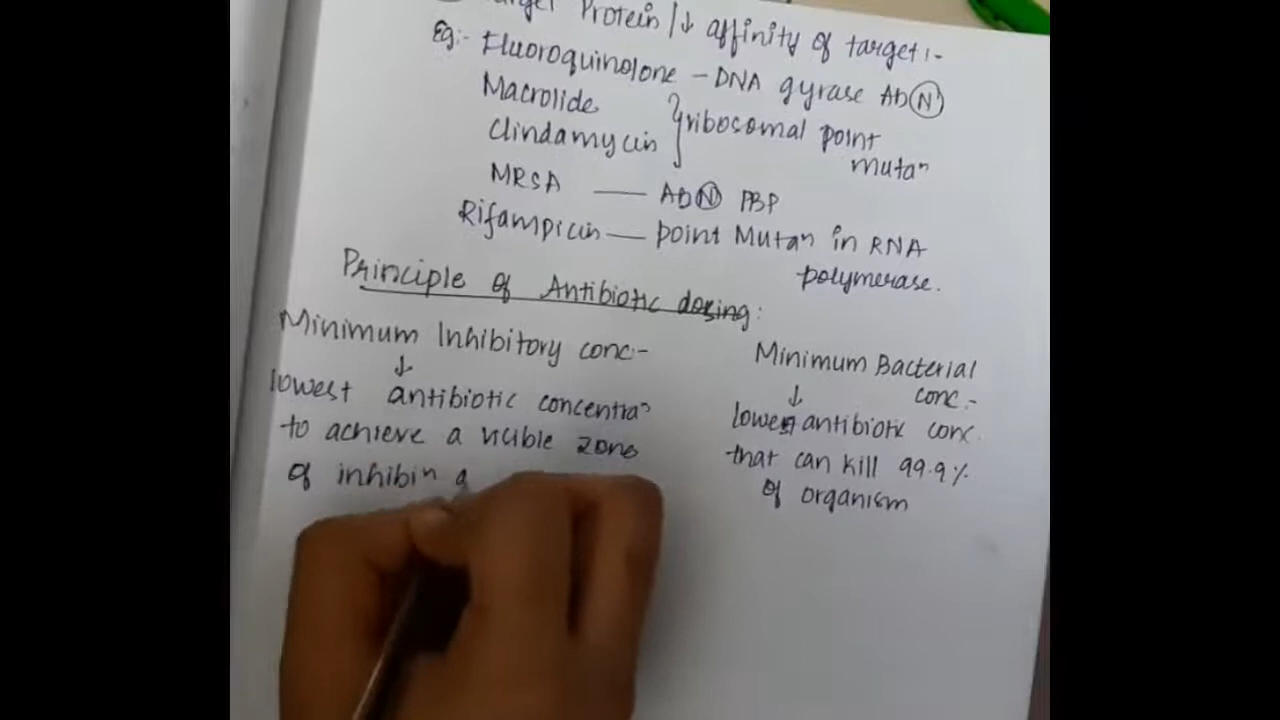 Protein / ↓ affinity of target :-
Eg:- Fluoroquinolone - DNA gyrase Ab(N)
Macrolide
Clindamycin } ribosomal point mutaⁿ
MRSA — Ab(N) PBP
Rifampicin — point Mutaⁿ in RNA
polymerase.
Principle of Antibiotic dosing:
Minimum Inhibitory conc:-
↓
lowest antibiotic concentraⁿ
to achieve a visible zone
of inhibiⁿ
Minimum Bacterial
conc.-
↓
lowest antibiotic conc.
that can kill 99.9%
of organism